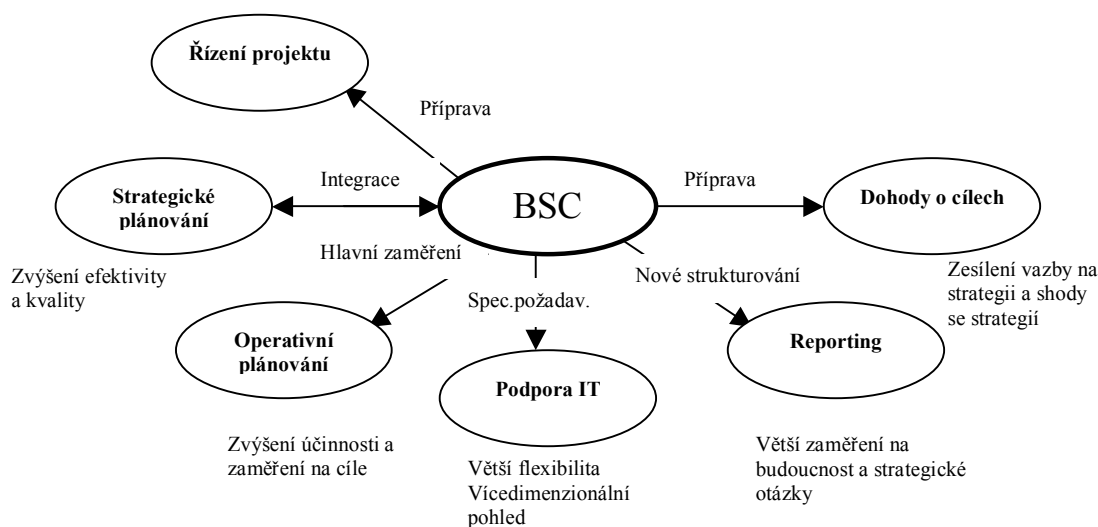 Řízení projektu
Příprava
Strategické
plánování
Integrace
BSC
Příprava
Dohody o cílech
Hlavní zaměření
Zvýšení efektivity
a kvality
Nové strukturování
Zesílení vazby na
strategii a shody
se strategií
Spec.požadav.
Operativní
plánování
Podpora IT
Reporting
Zvýšení účinnosti a
zaměření na cíle
Větší flexibilita
Vícedimenzionální
pohled
Větší zaměření na
budoucnost a strategické
otázky